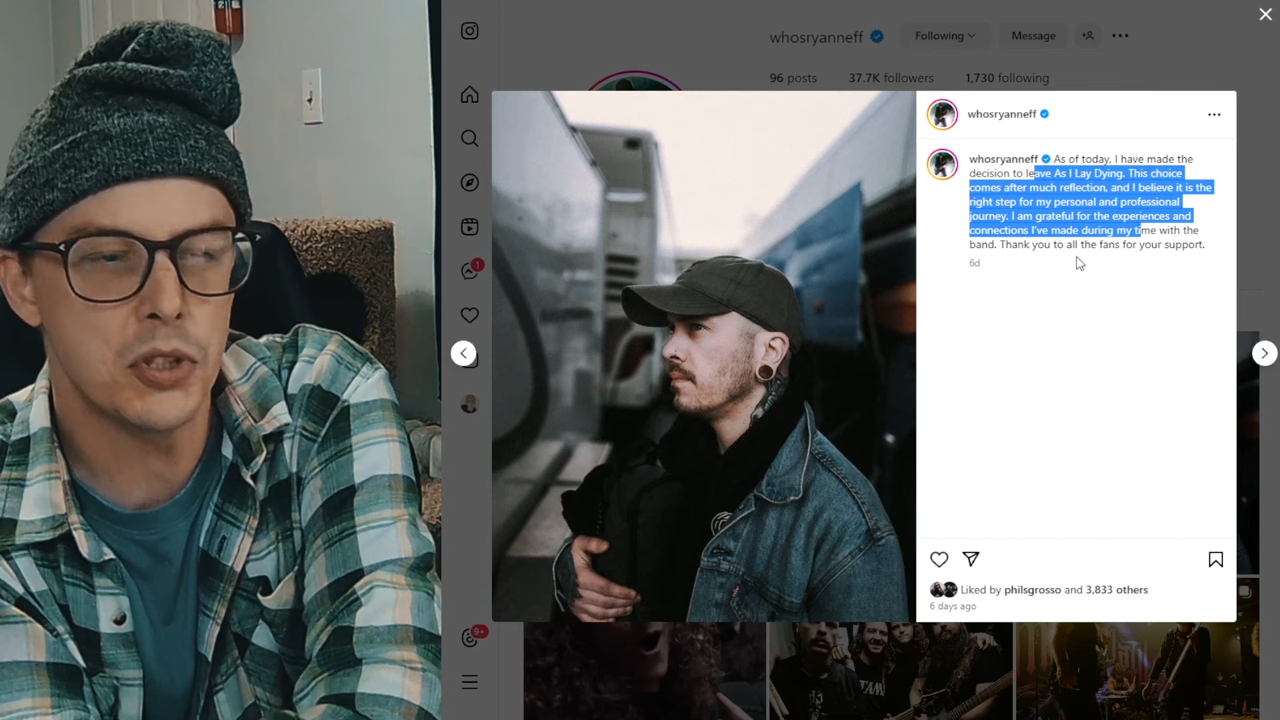 whosryanneff
Following
Message
96 posts
37.7K followers
1,730 following
whosryanneff
whosryanneff As of today, I have made the
decision to leave As I Lay Dying. This choice
comes after much reflection, and I believe it is the
right step for my personal and professional
journey. I am grateful for the experiences and
connections I've made during my time with the
band. Thank you to all the fans for your support.
6d
1
9+
Liked by philsgrosso and 3,833 others
6 days ago